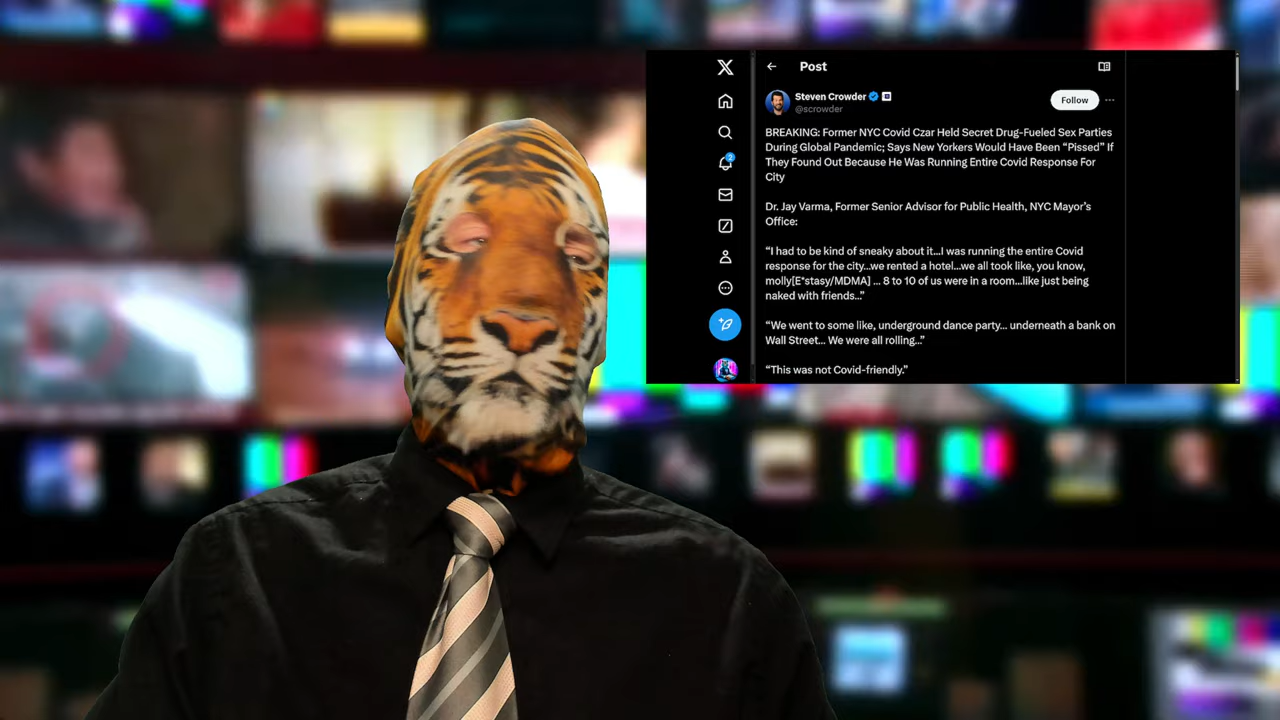 Post
Steven Crowder
@scrowder
Follow
BREAKING: Former NYC Covid Czar Held Secret Drug-Fueled Sex Parties
During Global Pandemic; Says New Yorkers Would Have Been “Pissed” If
They Found Out Because He Was Running Entire Covid Response For
City
Dr. Jay Varma, Former Senior Advisor for Public Health, NYC Mayor’s
Office:
“I had to be kind of sneaky about it...I was running the entire Covid
response for the city...we rented a hotel...we all took like, you know,
molly[E*stasy/MDMA] ... 8 to 10 of us were in a room...like just being
naked with friends...”
“We went to some like, underground dance party... underneath a bank on
Wall Street... We were all rolling...”
“This was not Covid-friendly.”
2